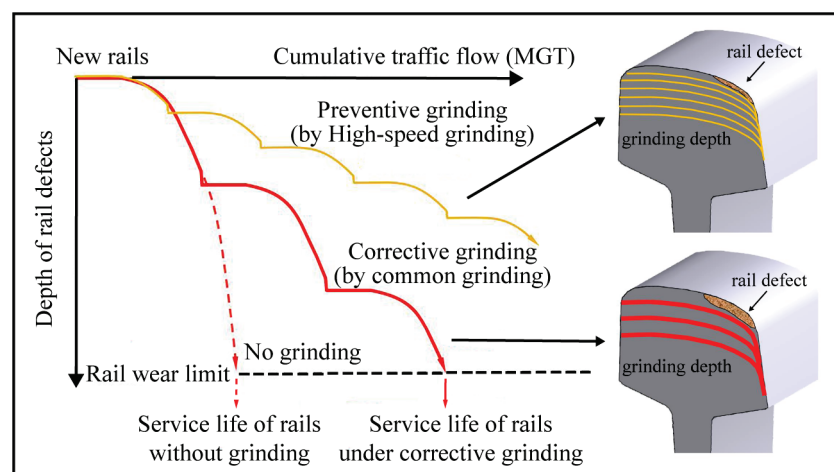 New rails
Cumulative traffic flow (MGT)
Depth of rail defects
Preventive grinding
(by High-speed grinding)
Corrective grinding
(by common grinding)
No grinding
Rail wear limit
Service life of rails
without grinding
Service life of rails
under corrective grinding
rail defect
grinding depth
rail defect
grinding depth